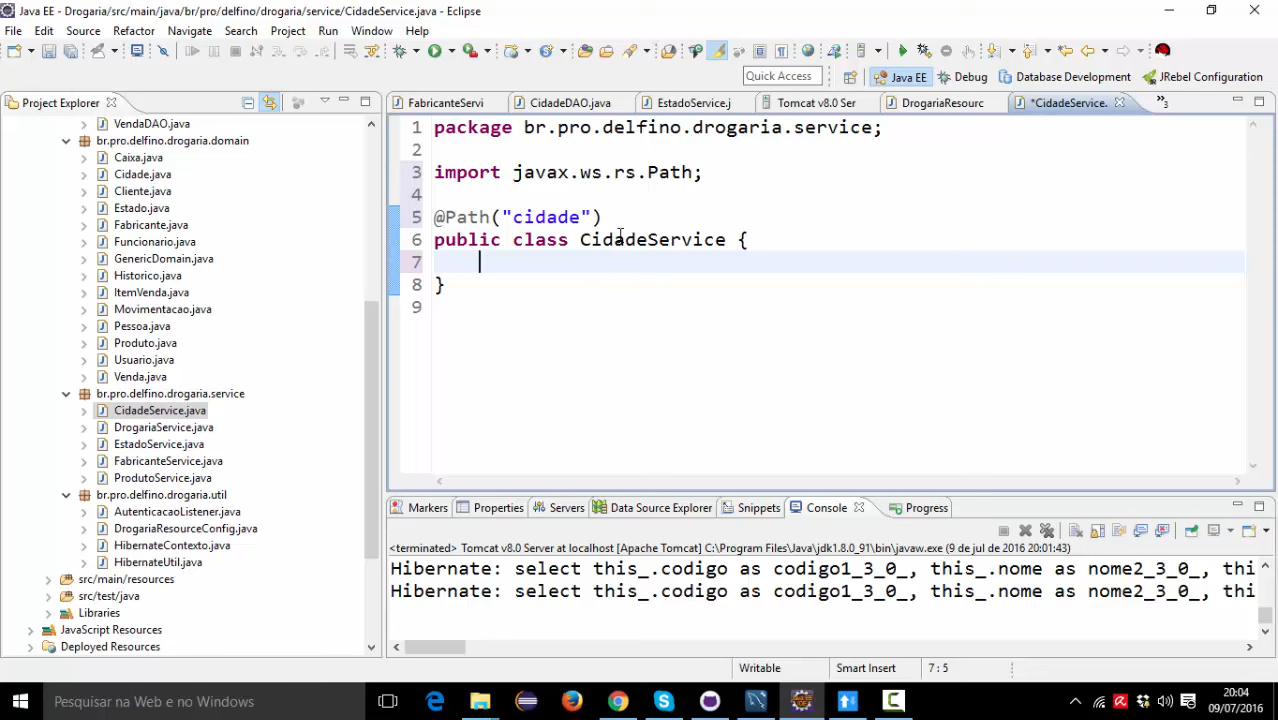 Java EE - Drogaria/src/main/java/br/pro/delfino/drogaria/service/CidadeService.java - Eclipse
File Edit Source Refactor Navigate Search Project Run Window Help
Quick Access Java EE Debug Database Development JRebel Configuration
Project Explorer
VendaDAO.java
br.pro.delfino.drogaria.domain
Caixa.java
Cidade.java
Cliente.java
Estado.java
Fabricante.java
Funcionario.java
GenericDomain.java
Historico.java
ItemVenda.java
Movimentacao.java
Pessoa.java
Produto.java
Usuario.java
Venda.java
br.pro.delfino.drogaria.service
CidadeService.java
DrogariaService.java
EstadoService.java
FabricanteService.java
ProdutoService.java
br.pro.delfino.drogaria.util
AutenticacaoListener.java
DrogariaResourceConfig.java
HibernateContexto.java
HibernateUtil.java
src/main/resources
src/test/java
Libraries
JavaScript Resources
Deployed Resources
FabricanteServi CidadeDAO.java EstadoService.j Tomcat v8.0 Ser DrogariaResourc *CidadeService. »3
1 package br.pro.delfino.drogaria.service;
2
3 import javax.ws.rs.Path;
4
5 @Path("cidade")
6 public class CidadeService {
7
8 }
9
Markers Properties Servers Data Source Explorer Snippets Console Progress
<terminated> Tomcat v8.0 Server at localhost [Apache Tomcat] C:\Program Files\Java\jdk1.8.0_91\bin\javaw.exe (9 de jul de 2016 20:01:43)
Hibernate: select this_.codigo as codigo1_3_0_, this_.nome as nome2_3_0_, thi
Hibernate: select this_.codigo as codigo1_3_0_, this_.nome as nome2_3_0_, thi
Writable Smart Insert 7 : 5
Pesquisar na Web e no Windows
20:04
09/07/2016